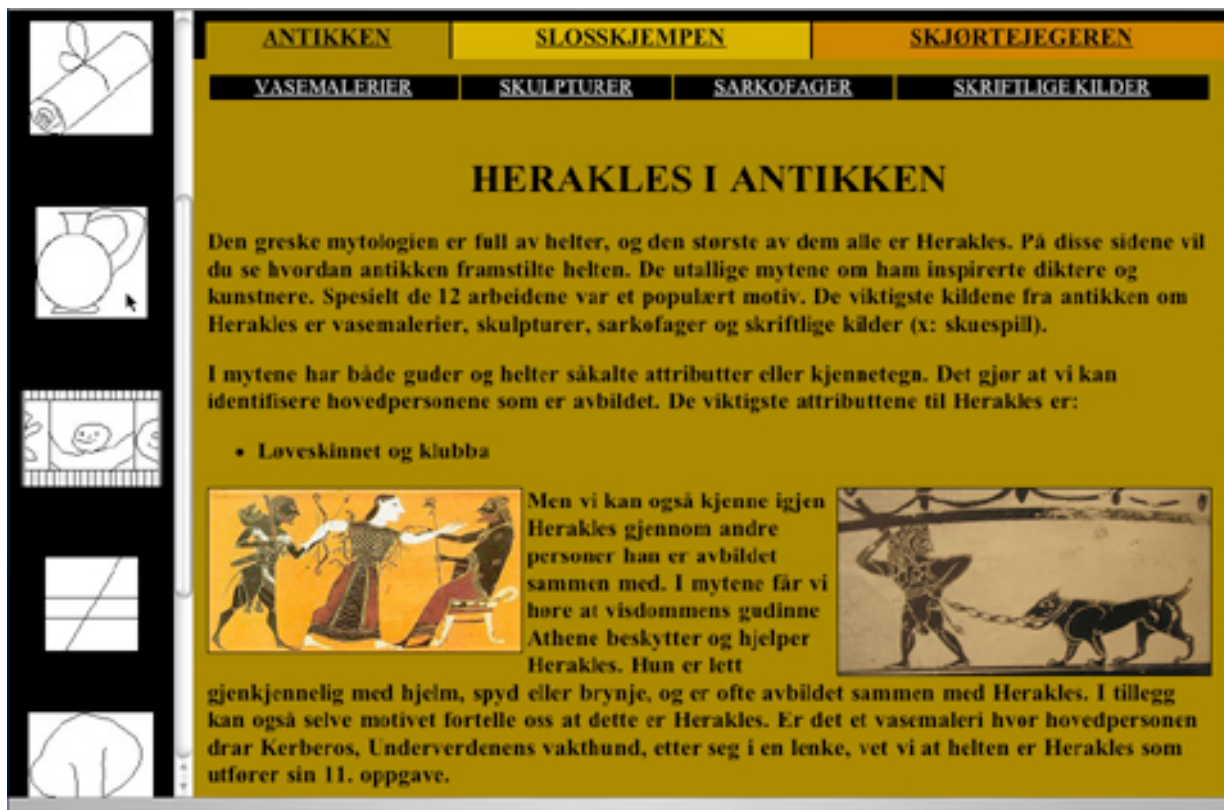 ANTIKKEN SLOSSKJEMPEN SKJØRTEJEGEREN
VASEMALERIER SKULPTURER SARKOFAGER SKRIFTLIGE KILDER
HERAKLES I ANTIKKEN
Den greske mytologien er full av helter, og den største av dem alle er Herakles. På disse sidene vil
du se hvordan antikken framstilte helten. De utallige mytene om ham inspirerte diktere og
kunstnere. Spesielt de 12 arbeidene var et populært motiv. De viktigste kildene fra antikken om
Herakles er vasemalerier, skulpturer, sarkofager og skriftlige kilder (x: skuespill).
I mytene har både guder og helter såkalte attributter eller kjennetegn. Det gjør at vi kan
identifisere hovedpersonene som er avbildet. De viktigste attributtene til Herakles er:
• Løveskinnet og klubba
Men vi kan også kjenne igjen
Herakles gjennom andre
personer han er avbildet
sammen med. I mytene får vi
høre at visdommens gudinne
Athene beskytter og hjelper
Herakles. Hun er lett
gjenkjennelig med hjelm, spyd eller brynje, og er ofte avbildet sammen med Herakles. I tillegg
kan også selve motivet fortelle oss at dette er Herakles. Er det et vasemaleri hvor hovedpersonen
drar Kerberos, Underverdenens vakthund, etter seg i en lenke, vet vi at helten er Herakles som
utfører sin 11. oppgave.